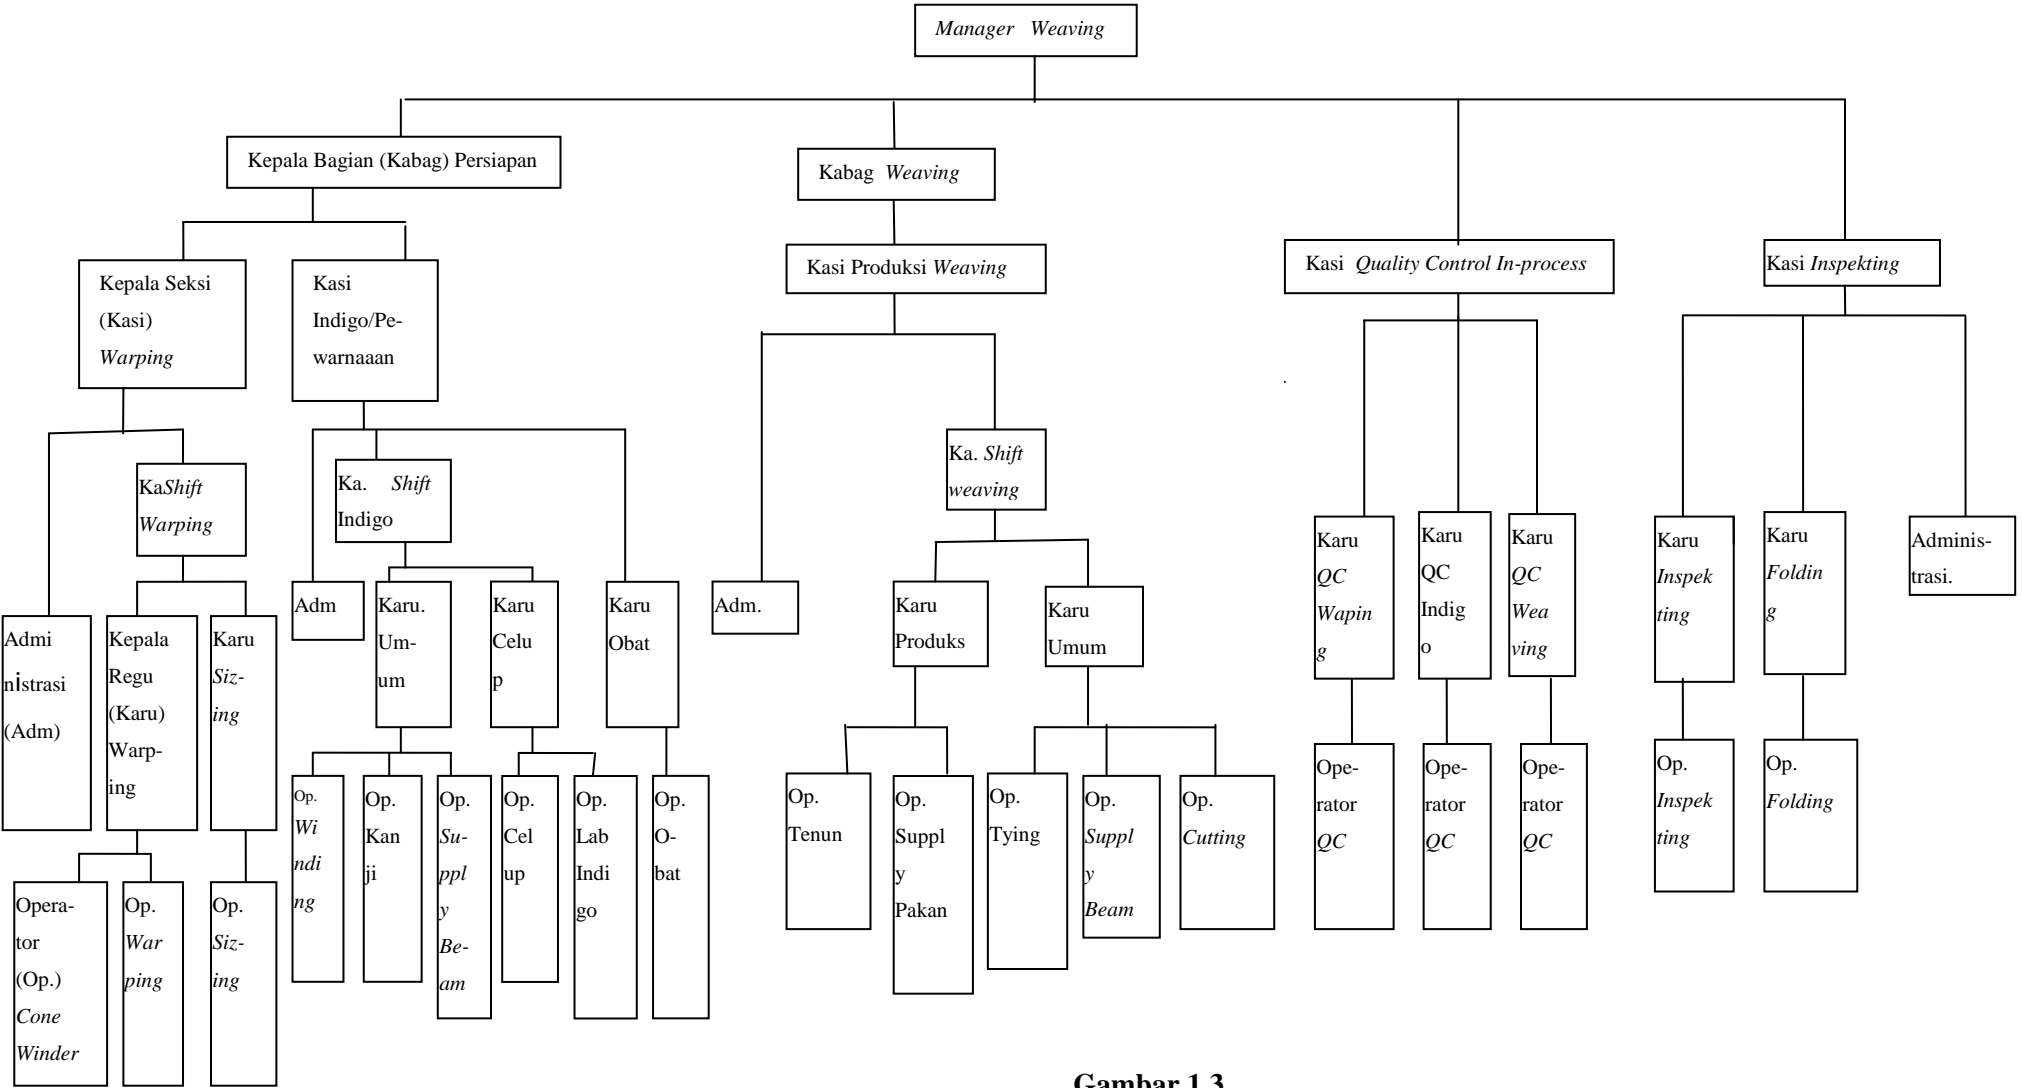 Manager Weaving
Kepala Bagian (Kabag) Persiapan
Kabag Weaving
Kasi Produksi Weaving
Kasi Quality Control In-process
Kasi Inspekting
Kepala Seksi
(Kasi)
Warping
Kasi
Indigo/Pe-
warnaaan
KaShift
Warping
Ka. Shift
Indigo
Ka. Shift
weaving
Admi
nistrasi
(Adm)
Kepala
Regu
(Karu)
Warp-
ing
Karu
Siz-
ing
Adm
Karu.
Um-
um
Karu
Celu
p
Karu
Obat
Adm.
Karu
Produks
Karu
Umum
Karu
QC
Wapin
g
Karu
QC
Indig
o
Karu
QC
Wea
ving
Karu
Inspek
ting
Karu
Foldin
g
Adminis-
trasi.
Opera-
tor
(Op.)
Cone
Winder
Op.
War
ping
Op.
Siz-
ing
Op.
Wi
ndi
ng
Op.
Kan
ji
Op.
Su-
ppl
y
Be-
am
Op.
Cel
up
Op.
Lab
Indi
go
Op.
O-
bat
Op.
Tenun
Op.
Suppl
y
Pakan
Op.
Tying
Op.
Suppl
y
Beam
Op.
Cutting
Ope-
rator
QC
Ope-
rator
QC
Ope-
rator
QC
Op.
Inspek
ting
Op.
Folding
Gambar 1.3